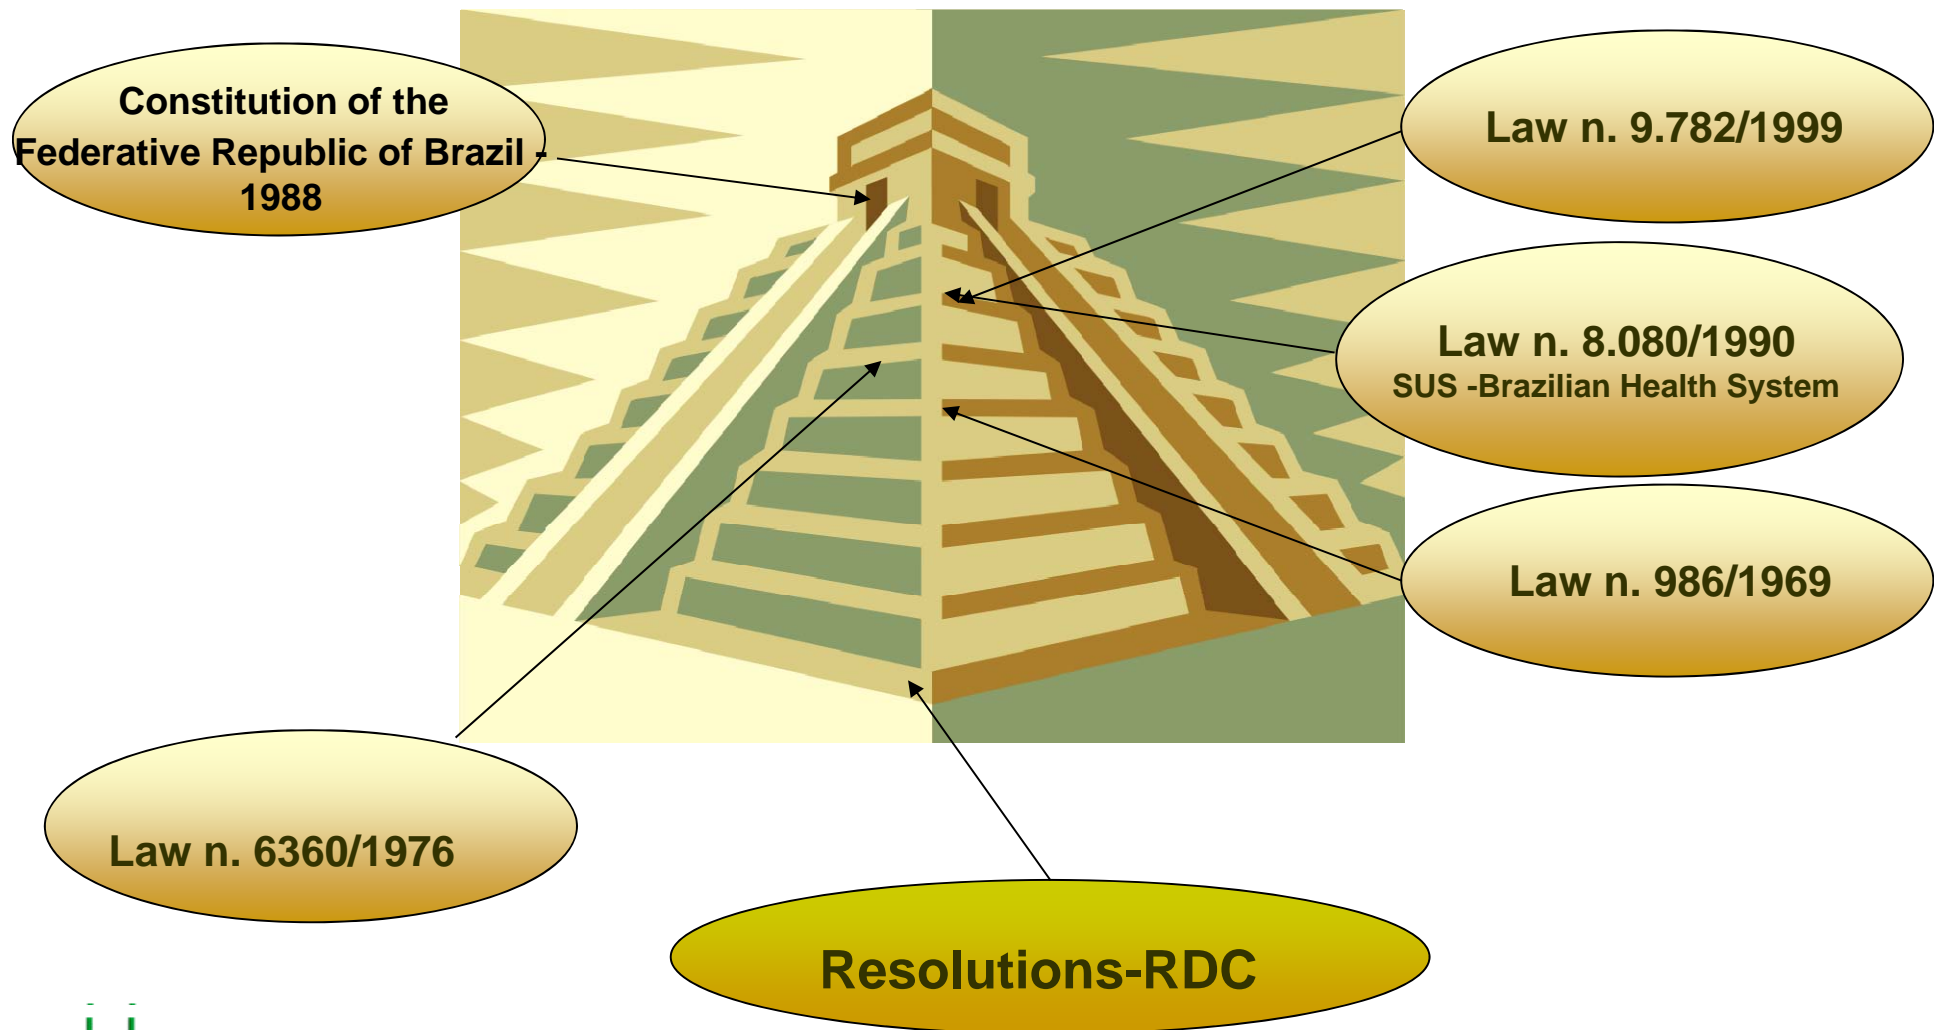 Constitution of the
Federative Republic of Brazil -
1988
Law n. 9.782/1999
Law n. 8.080/1990
SUS -Brazilian Health System
Law n. 986/1969
Law n. 6360/1976
Resolutions-RDC